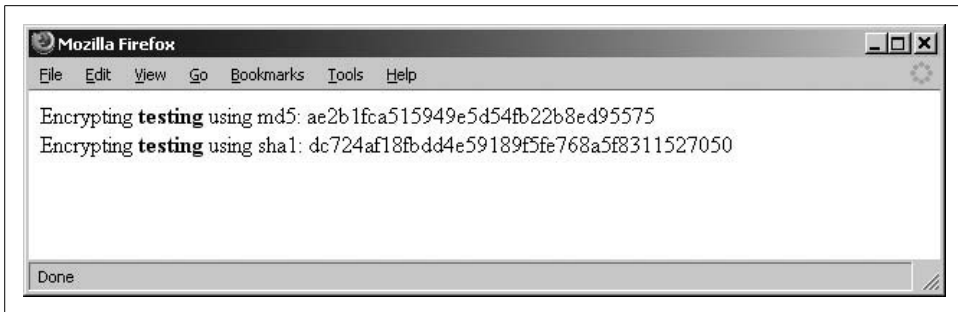 Mozilla Firefox
File Edit View Go Bookmarks Tools Help
Encrypting testing using md5: ae2b1fca515949e5d54fb22b8ed95575
Encrypting testing using sha1: dc724af18fbdd4e59189f5fe768a5f8311527050
Done